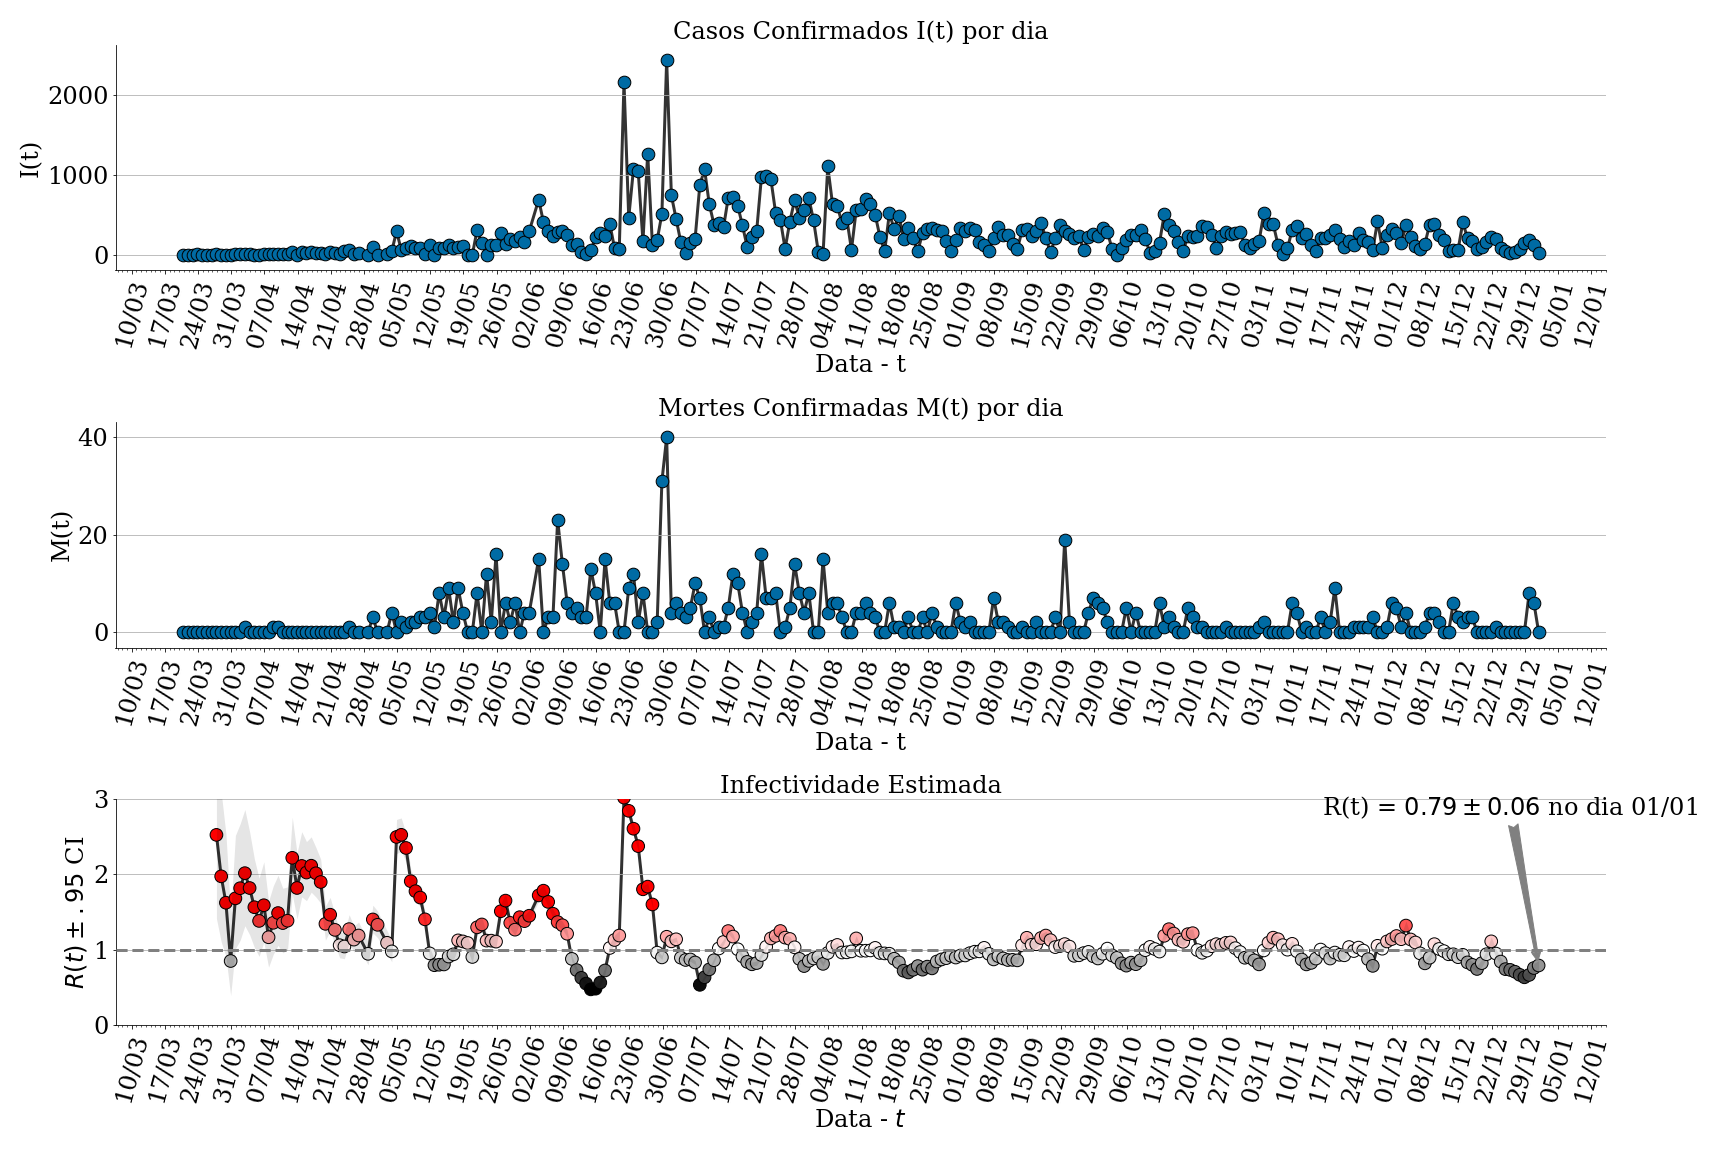 Casos Confirmados I(t) por dia
I(t)
2000
1000
0
10/03 17/03 24/03 31/03 07/04 14/04 21/04 28/04 05/05 12/05 19/05 26/05 02/06 09/06 16/06 23/06 30/06 07/07 14/07 21/07 28/07 04/08 11/08 18/08 25/08 01/09 08/09 15/09 22/09 29/09 06/10 13/10 20/10 27/10 03/11 10/11 17/11 24/11 01/12 08/12 15/12 22/12 29/12 05/01 12/01
Data - t
Mortes Confirmadas M(t) por dia
M(t)
40
20
0
10/03 17/03 24/03 31/03 07/04 14/04 21/04 28/04 05/05 12/05 19/05 26/05 02/06 09/06 16/06 23/06 30/06 07/07 14/07 21/07 28/07 04/08 11/08 18/08 25/08 01/09 08/09 15/09 22/09 29/09 06/10 13/10 20/10 27/10 03/11 10/11 17/11 24/11 01/12 08/12 15/12 22/12 29/12 05/01 12/01
Data - t
Infectividade Estimada
R(t) ± .95 CI
3
2
1
0
R(t) = 0.79 ± 0.06 no dia 01/01
10/03 17/03 24/03 31/03 07/04 14/04 21/04 28/04 05/05 12/05 19/05 26/05 02/06 09/06 16/06 23/06 30/06 07/07 14/07 21/07 28/07 04/08 11/08 18/08 25/08 01/09 08/09 15/09 22/09 29/09 06/10 13/10 20/10 27/10 03/11 10/11 17/11 24/11 01/12 08/12 15/12 22/12 29/12 05/01 12/01
Data - t